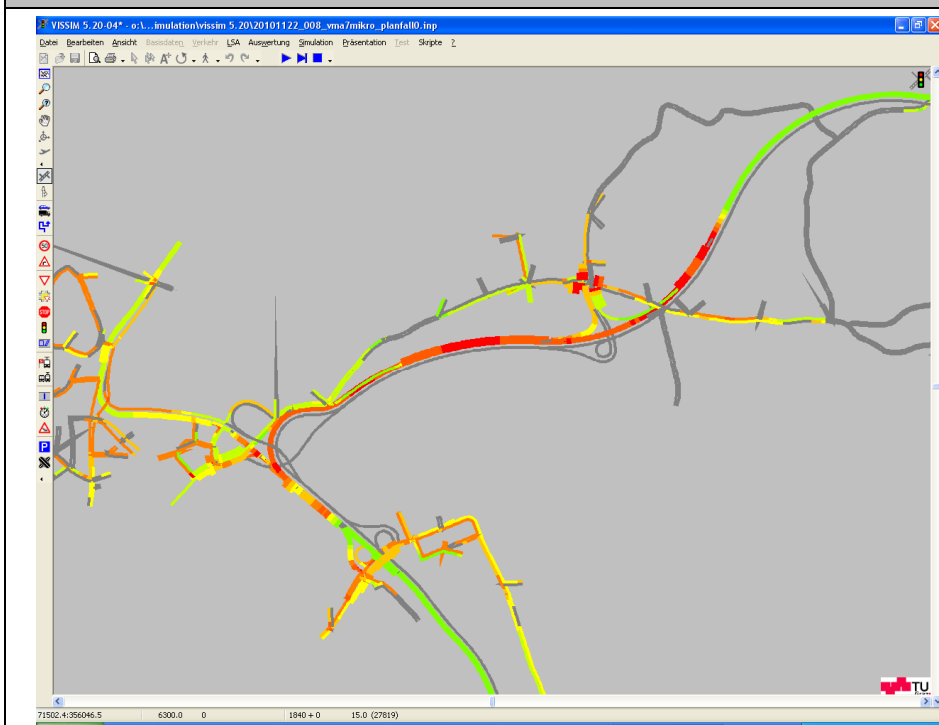 VISSIM 5.20-04* - o:\...imulation\vissim 5.20\20101122_008_vma7mikro_planfall0.inp
Datei Bearbeiten Ansicht Basisdaten Verkehr LSA Auswertung Simulation Präsentation Test Skripte ?
STOP
P
TU
71502.4:356046.5 6300.0 0 1840 + 0 15.0 (27819)